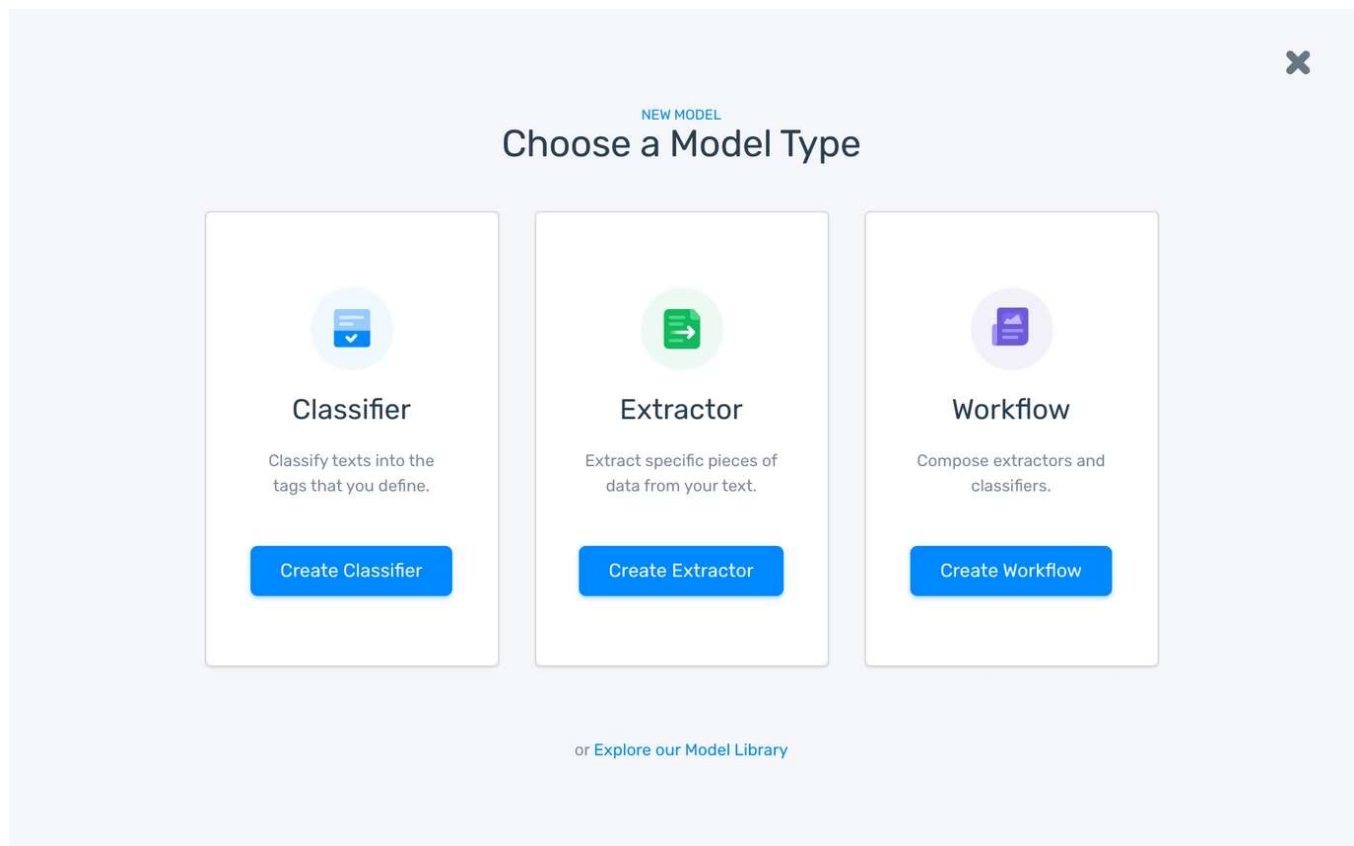 NEW MODEL
Choose a Model Type
Classifier
Classify texts into the
tags that you define.
Create Classifier
Extractor
Extract specific pieces of
data from your text.
Create Extractor
Workflow
Compose extractors and
classifiers.
Create Workflow
or Explore our Model Library